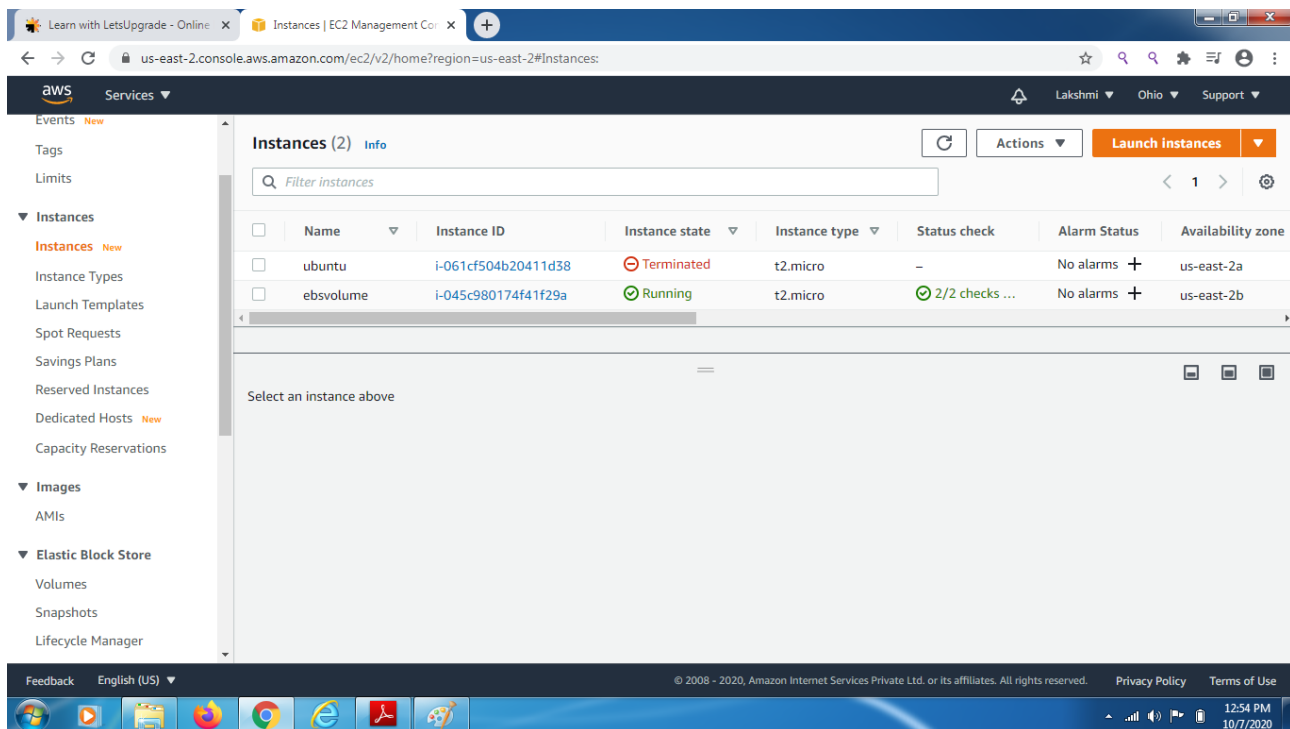 Learn with LetsUpgrade - Online
Instances | EC2 Management Cor
us-east-2.console.aws.amazon.com/ec2/v2/home?region=us-east-2#Instances:
aws Services Lakshmi Ohio Support
Events New
Tags
Limits
Instances
Instances New
Instance Types
Launch Templates
Spot Requests
Savings Plans
Reserved Instances
Dedicated Hosts New
Capacity Reservations
Images
AMIs
Elastic Block Store
Volumes
Snapshots
Lifecycle Manager
Instances (2) Info Actions Launch instances
Filter instances 1
Name Instance ID Instance state Instance type Status check Alarm Status Availability zone
ubuntu i-061cf504b20411d38 Terminated t2.micro – No alarms + us-east-2a
ebsvolume i-045c980174f41f29a Running t2.micro 2/2 checks ... No alarms + us-east-2b
Select an instance above
Feedback English (US) © 2008 - 2020, Amazon Internet Services Private Ltd. or its affiliates. All rights reserved. Privacy Policy Terms of Use
12:54 PM
10/7/2020